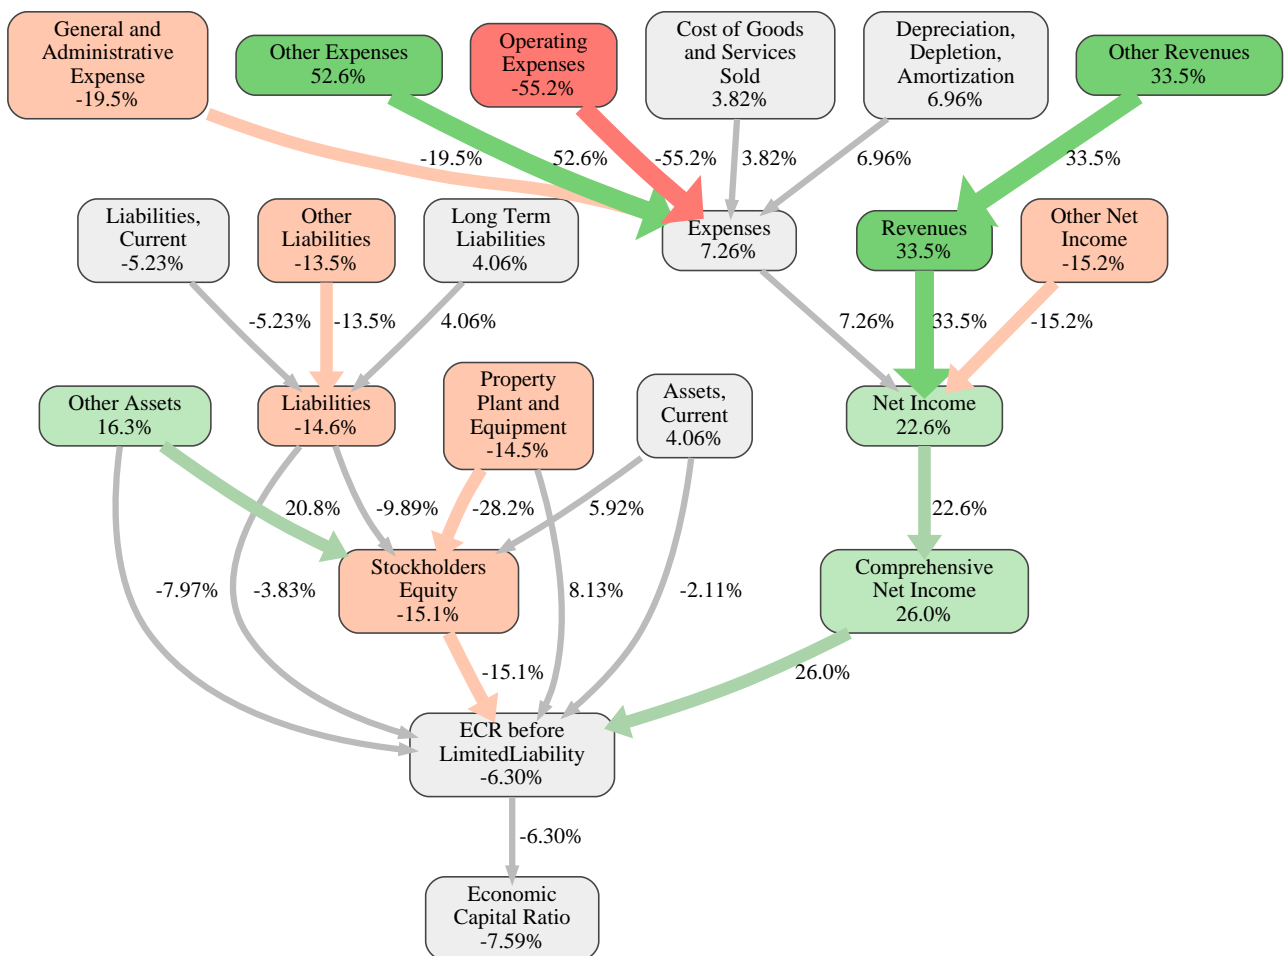 General and
Administrative
Expense
-19.5%
Other Expenses
52.6%
Operating
Expenses
-55.2%
Cost of Goods
and Services
Sold
3.82%
Depreciation,
Depletion,
Amortization
6.96%
Other Revenues
33.5%
-19.5%
52.6%
-55.2%
3.82%
6.96%
33.5%
Liabilities,
Current
-5.23%
Other
Liabilities
-13.5%
Long Term
Liabilities
4.06%
Expenses
7.26%
Revenues
33.5%
Other Net
Income
-15.2%
-5.23%
-13.5%
4.06%
7.26%
33.5%
-15.2%
Other Assets
16.3%
Liabilities
-14.6%
Property
Plant and
Equipment
-14.5%
Assets,
Current
4.06%
Net Income
22.6%
20.8%
-9.89%
-28.2%
5.92%
22.6%
-7.97%
-3.83%
Stockholders
Equity
-15.1%
8.13%
-2.11%
Comprehensive
Net Income
26.0%
-15.1%
26.0%
ECR before
LimitedLiability
-6.30%
-6.30%
Economic
Capital Ratio
-7.59%